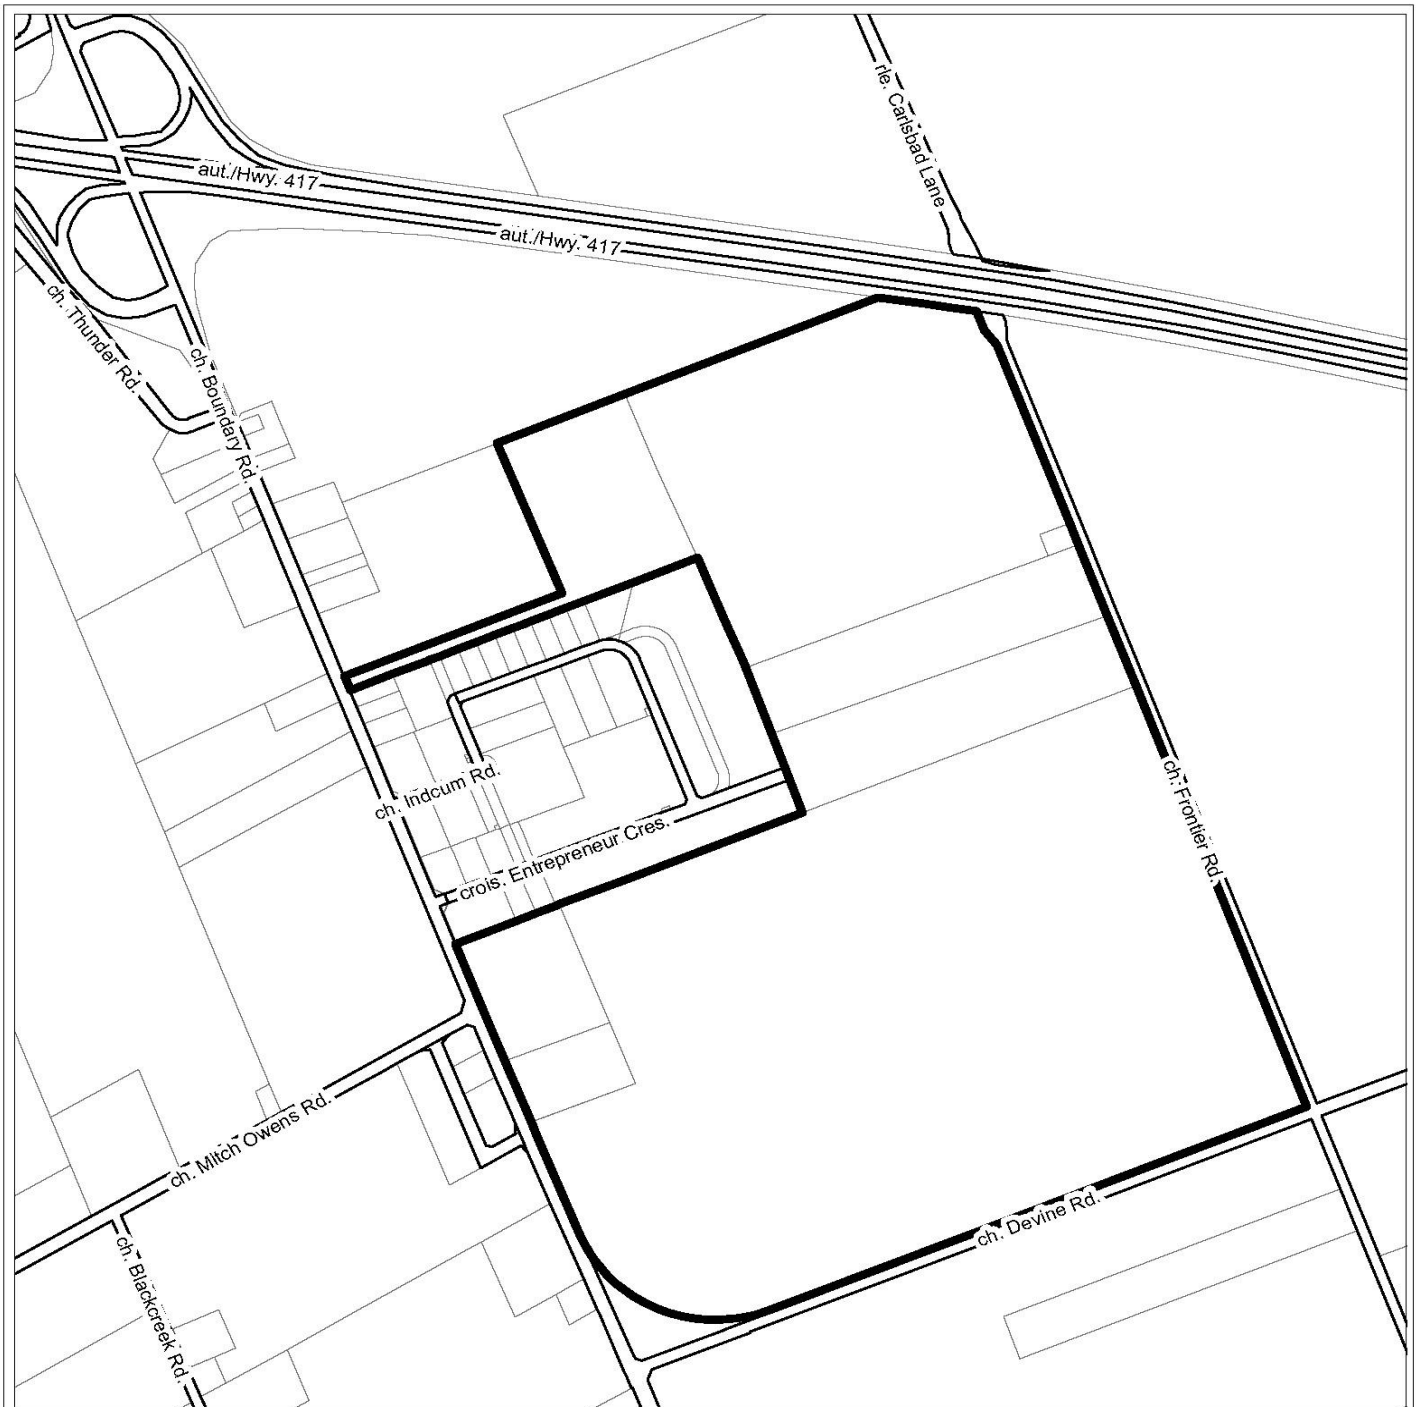 rle. Carlsbad Lane
aut./Hwy. 417
aut./Hwy. 417
ch. Thunder Rd.
ch. Boundary Rd.
ch. Indcum Rd.
ch. Frontier Rd.
crois. Entrepreneur Cres.
ch. Mitch Owens Rd.
ch. Devine Rd.
ch. Blackcreek Rd.